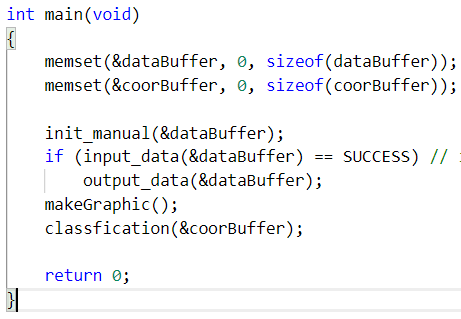 int main(void)
{
memset(&dataBuffer, 0, sizeof(dataBuffer));
memset(&coorBuffer, 0, sizeof(coorBuffer));
init_manual(&dataBuffer);
if (input_data(&dataBuffer) == SUCCESS) //
output_data(&dataBuffer);
makeGraphic();
classfication(&coorBuffer);
return 0;
}